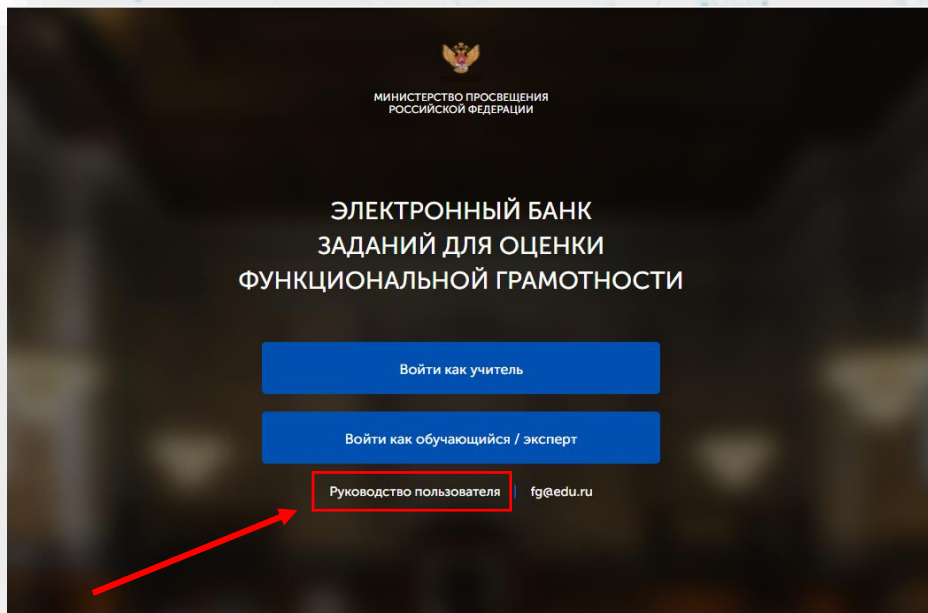 МИНИСТЕРСТВО ПРОСВЕЩЕНИЯ
РОССИЙСКОЙ ФЕДЕРАЦИИ
ЭЛЕКТРОННЫЙ БАНК
ЗАДАНИЙ ДЛЯ ОЦЕНКИ
ФУНКЦИОНАЛЬНОЙ ГРАМОТНОСТИ
Войти как учитель
Войти как обучающийся / эксперт
Руководство пользователя | fg@edu.ru